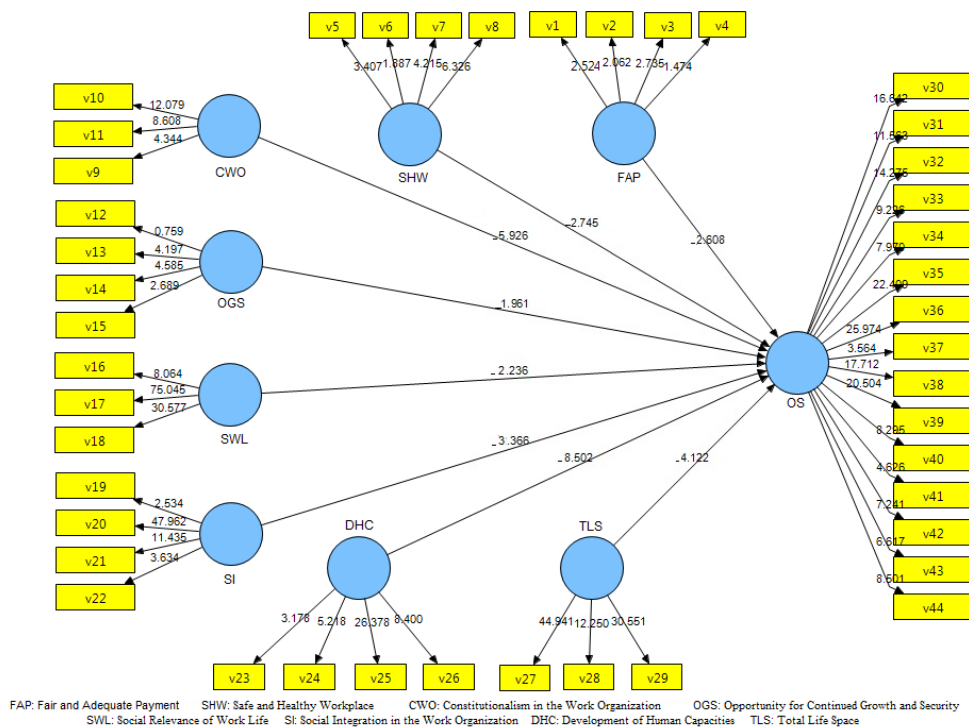 v5 v6 v7 v8 v1 v2 v3 v4
3.407 1.887 4.215 6.326 2.524 2.062 2.735 1.474
SHW FAP
v10
v11
v9
12.079
8.608
4.344
CWO
v12
v13
v14
v15
0.759
4.197
4.585
2.689
OGS
v16
v17
v18
8.064
75.045
30.577
SWL
v19
v20
v21
v22
2.534
47.962
11.435
3.634
SI
DHC
3.178 5.218 26.378 8.400
v23 v24 v25 v26
TLS
44.941 12.250 30.551
v27 v28 v29
-2.745
-2.608
-5.926
-1.961
-2.236
-3.366
-8.502
-4.122
OS
16.642
14.276
9.226
7.979
25.974
3.564
17.712
20.504
8.295
4.626
7.241
6.617
8.501
v30
v31
v32
v33
v34
v35
v36
v37
v38
v39
v40
v41
v42
v43
v44
FAP: Fair and Adequate Payment SHW: Safe and Healthy Workplace CWO: Constitutionalism in the Work Organization OGS: Opportunity for Continued Growth and Security
SWL: Social Relevance of Work Life SI: Social Integration in the Work Organization DHC: Development of Human Capacities TLS: Total Life Space